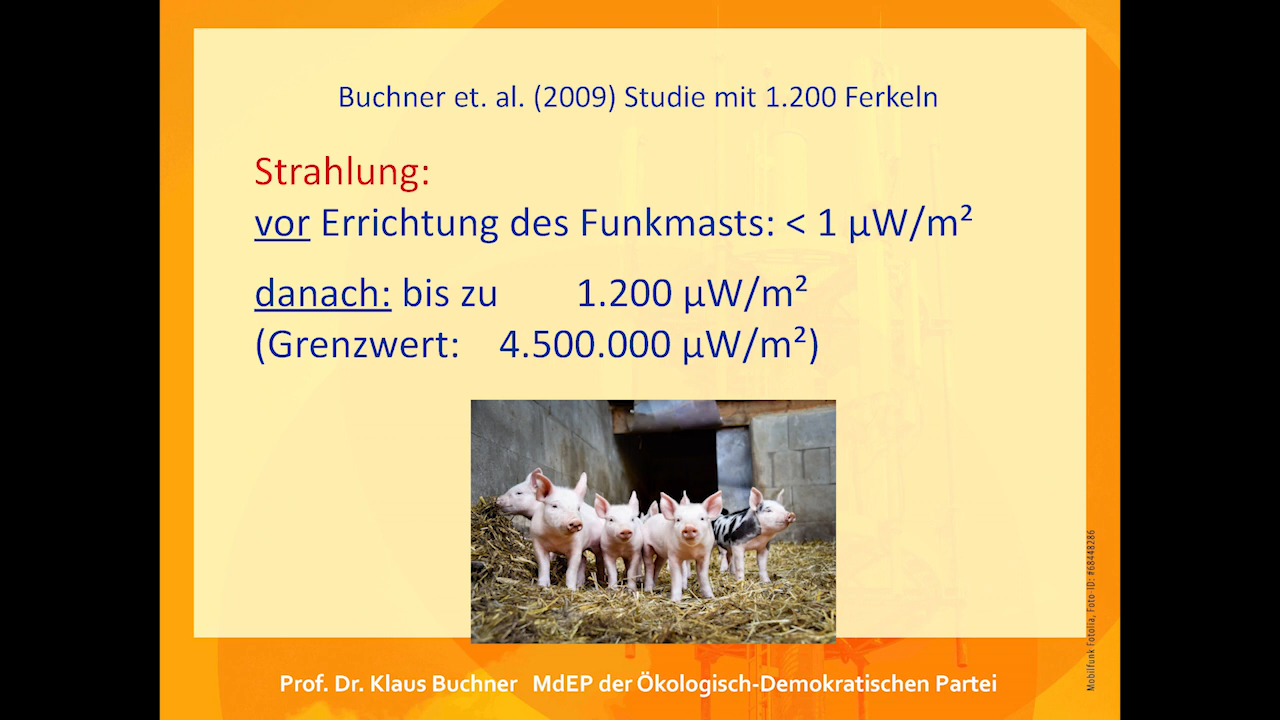 Buchner et. al. (2009) Studie mit 1.200 Ferkeln
Strahlung:
vor Errichtung des Funkmasts: < 1 µW/m²
danach: bis zu 1.200 µW/m²
(Grenzwert: 4.500.000 µW/m²)
Mobilfunk Fotolia, Foto-ID: #68448286
Prof. Dr. Klaus Buchner MdEP der Ökologisch-Demokratischen Partei